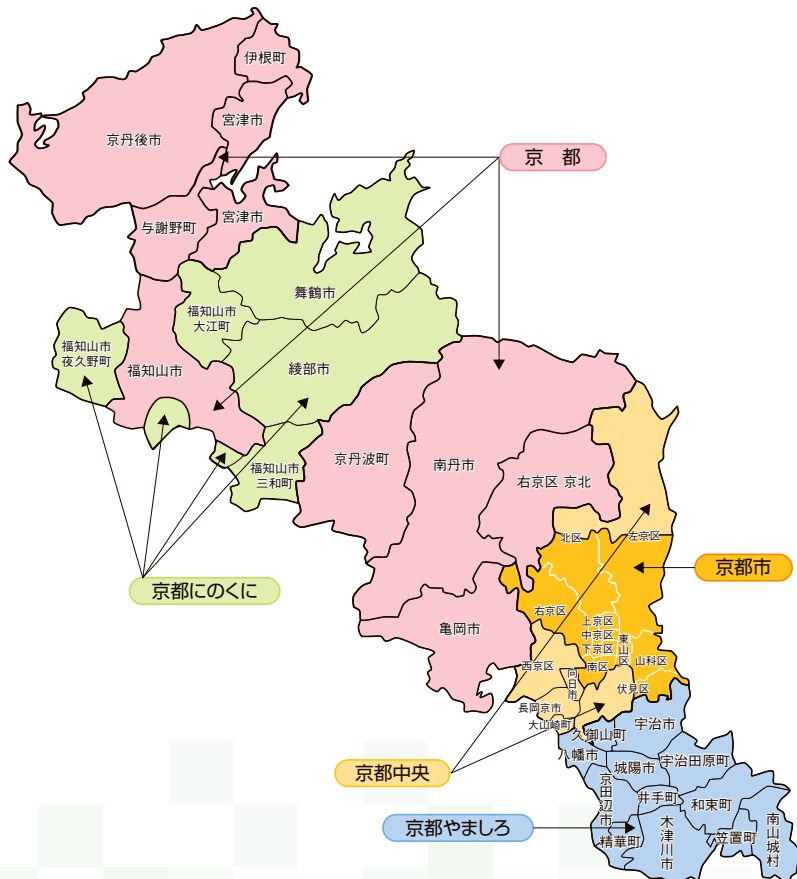 伊根町
宮津市
京丹後市
京　都
与謝野町
宮津市
舞鶴市
福知山市
大江町
福知山市
夜久野町
福知山市
綾部市
京丹波町
南丹市
福知山市
三和町
右京区 京北
北区
左京区
京都市
京都にのくに
右京区
上京区
中京区
下京区
東山区
亀岡市
西京区
南区
山科区
向日市
伏見区
長岡京市
大山崎町
宇治市
久御山町
八幡市
京都中央
城陽市
宇治田原町
京田辺市
井手町
和束町
京都やましろ
精華町
木津川市
笠置町
南山城村